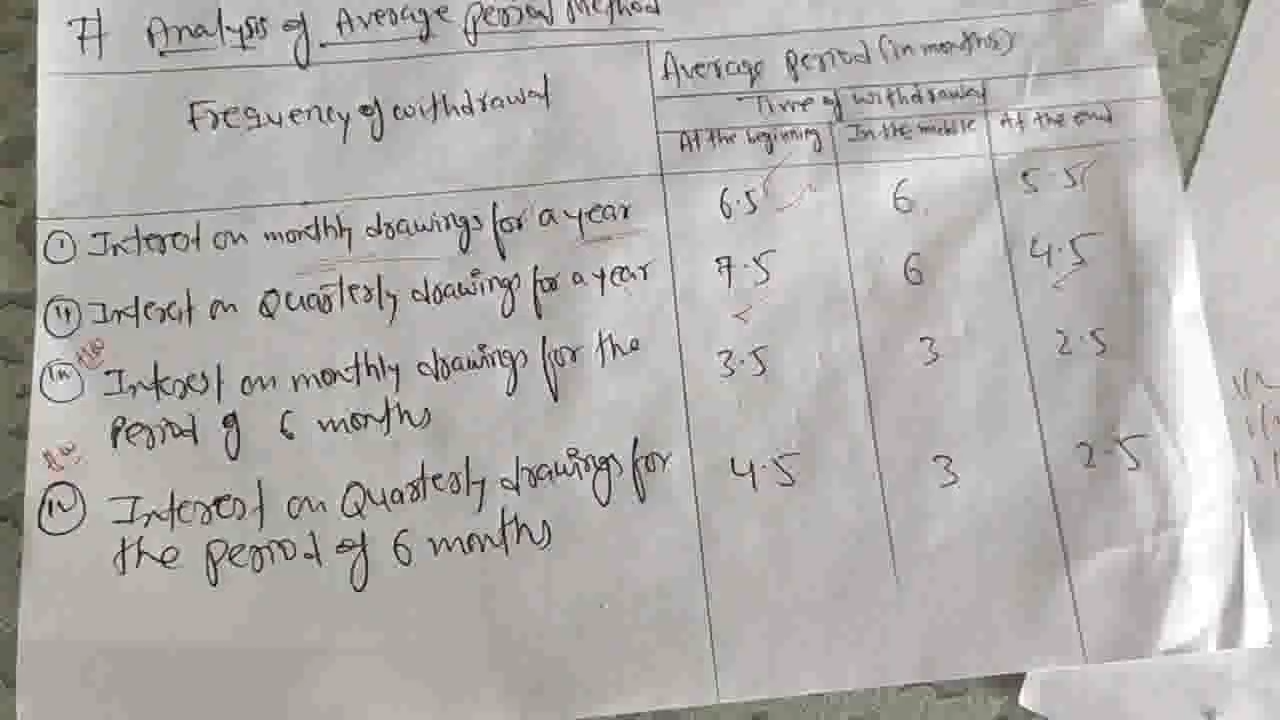 7) Analysis of Average Period Method
Average period (in months)
Frequency of withdrawal
Time of withdrawal
At the beginning In the middle At the end
(i) Interest on monthly drawings for a year 6.5 6 5.5
(ii) Interest on Quarterly drawings for a year 7.5 6 4.5
(iii) Interest on monthly drawings for the 3.5 3 2.5
period of 6 months
(iv) Interest on Quarterly drawings for 4.5 3 2.5
the period of 6 months